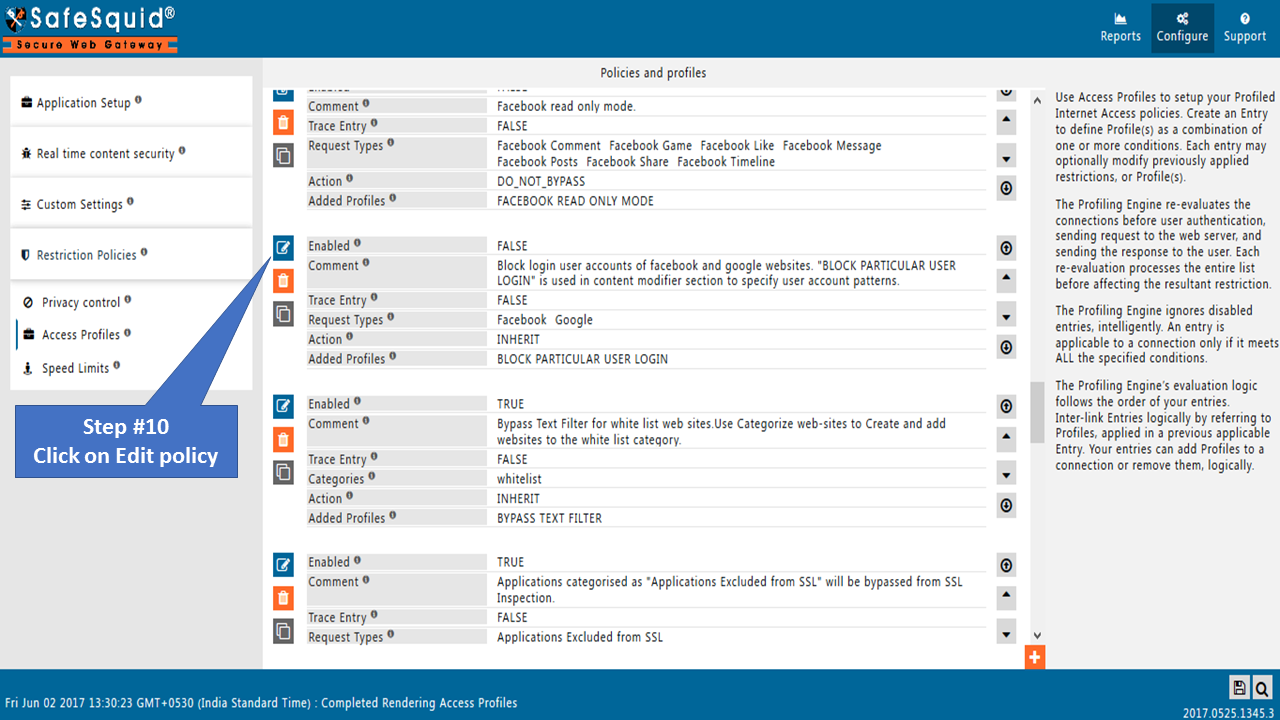 SafeSquid®
Secure Web Gateway
Reports
Configure
Support
Application Setup
Real time content security
Custom Settings
Restriction Policies
Privacy control
Access Profiles
Speed Limits
Step #10
Click on Edit policy
Policies and profiles
Comment Facebook read only mode.
Trace Entry FALSE
Request Types Facebook Comment Facebook Game Facebook Like Facebook Message
Facebook Posts Facebook Share Facebook Timeline
Action DO_NOT_BYPASS
Added Profiles FACEBOOK READ ONLY MODE
Enabled FALSE
Comment Block login user accounts of facebook and google websites. "BLOCK PARTICULAR USER
LOGIN" is used in content modifier section to specify user account patterns.
Trace Entry FALSE
Request Types Facebook Google
Action INHERIT
Added Profiles BLOCK PARTICULAR USER LOGIN
Enabled TRUE
Comment Bypass Text Filter for white list web sites.Use Categorize web-sites to Create and add
websites to the white list category.
Trace Entry FALSE
Categories whitelist
Action INHERIT
Added Profiles BYPASS TEXT FILTER
Enabled TRUE
Comment Applications categorised as "Applications Excluded from SSL" will be bypassed from SSL
Inspection.
Trace Entry FALSE
Request Types Applications Excluded from SSL
Use Access Profiles to setup your Profiled
Internet Access policies. Create an Entry
to define Profile(s) as a combination of
one or more conditions. Each entry may
optionally modify previously applied
restrictions, or Profile(s).
The Profiling Engine re-evaluates the
connections before user authentication,
sending request to the web server, and
sending the response to the user. Each
re-evaluation processes the entire list
before affecting the resultant restriction.
The Profiling Engine ignores disabled
entries, intelligently. An entry is
applicable to a connection only if it meets
ALL the specified conditions.
The Profiling Engine's evaluation logic
follows the order of your entries.
Inter-link Entries logically by referring to
Profiles, applied in a previous applicable
Entry. Your entries can add Profiles to a
connection or remove them, logically.
Fri Jun 02 2017 13:30:23 GMT+0530 (India Standard Time) : Completed Rendering Access Profiles
2017.0525.1345.3